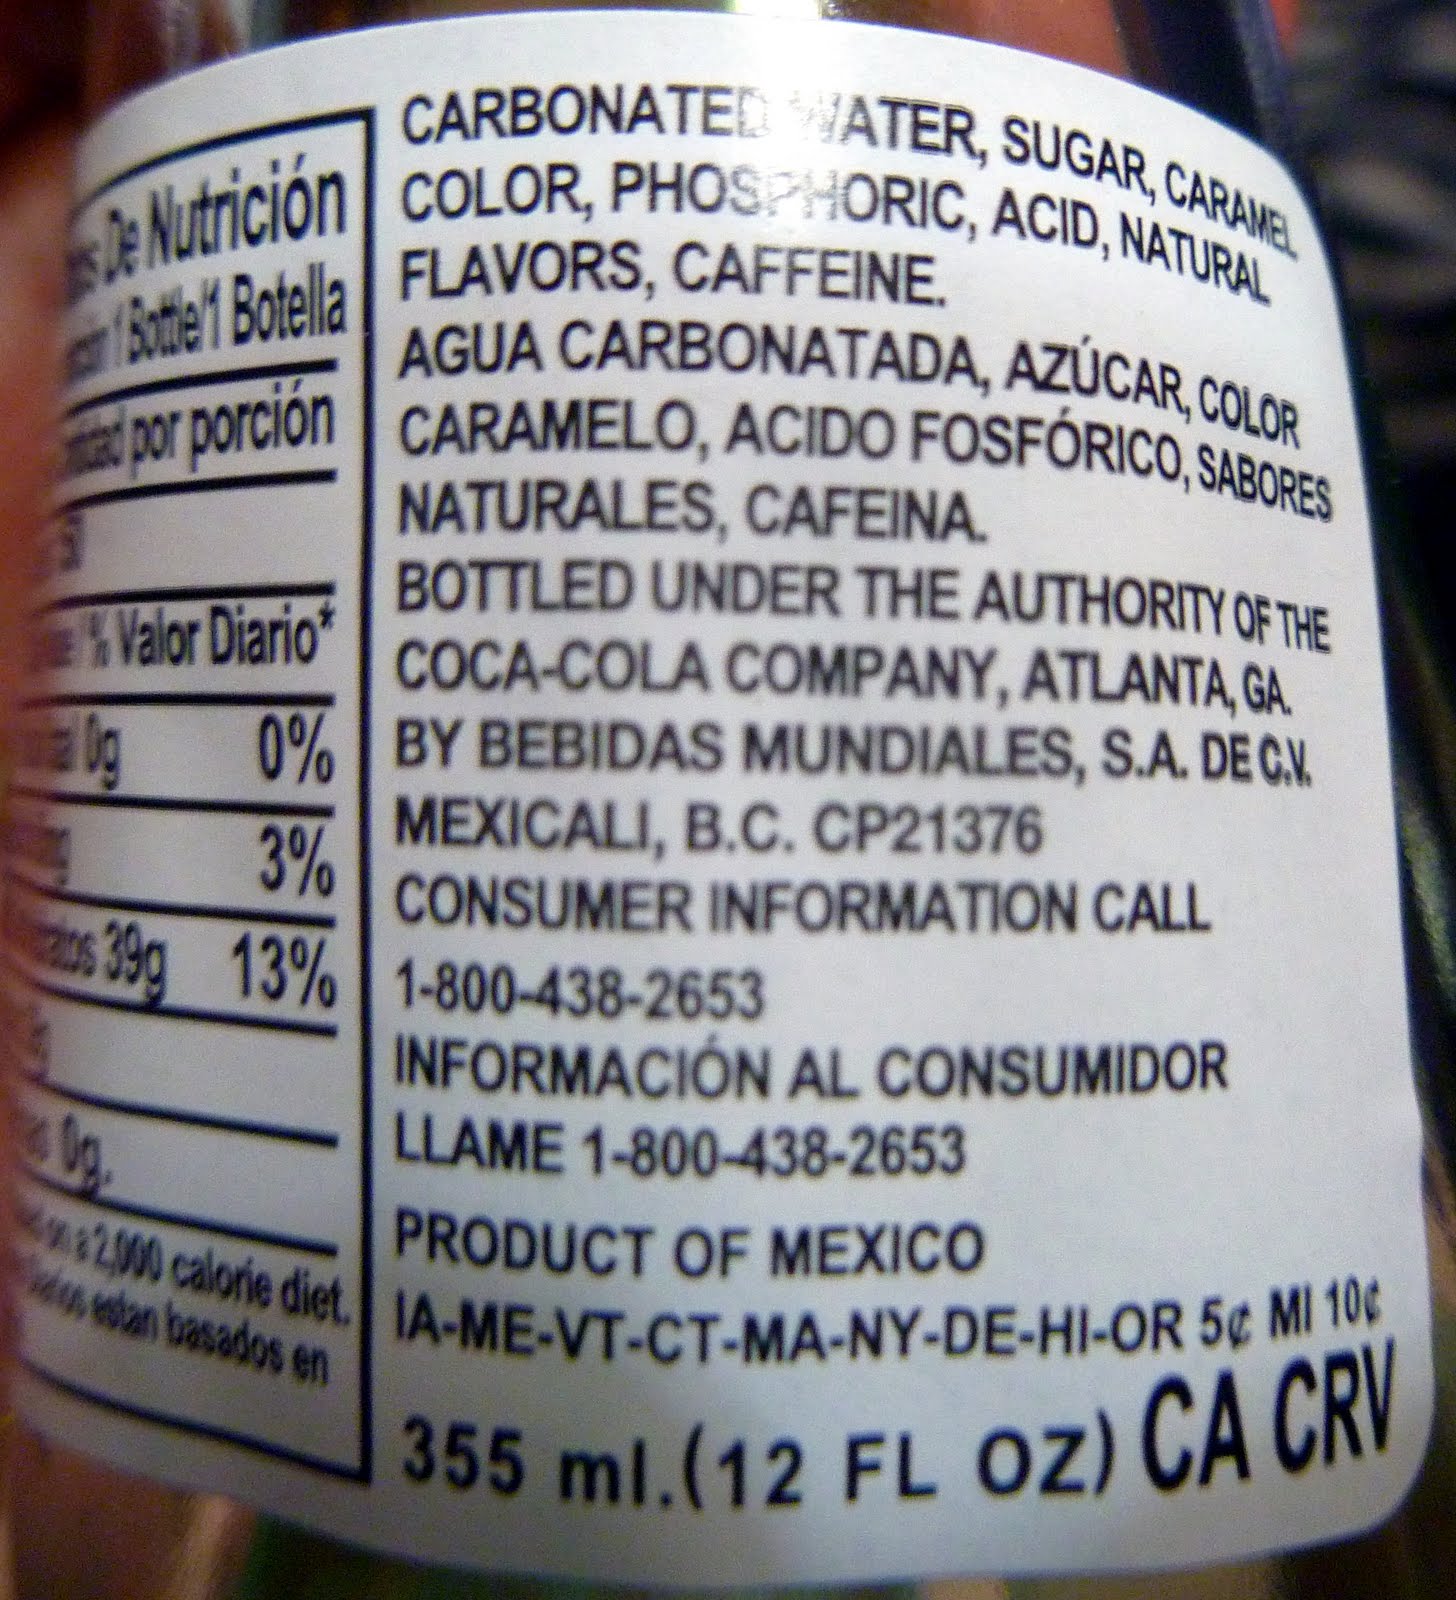 De Nutrición
1 Bottle/1 Botella
por porción
% Valor Diario*
0g 0%
3%
39g 13%
0g.
on a 2,000 calorie diet.
estan basados en
CARBONATED WATER, SUGAR, CARAMEL
COLOR, PHOSPHORIC, ACID, NATURAL
FLAVORS, CAFFEINE.
AGUA CARBONATADA, AZÚCAR, COLOR
CARAMELO, ACIDO FOSFÓRICO, SABORES
NATURALES, CAFEINA.
BOTTLED UNDER THE AUTHORITY OF THE
COCA-COLA COMPANY, ATLANTA, GA.
BY BEBIDAS MUNDIALES, S.A. DE C.V.
MEXICALI, B.C. CP21376
CONSUMER INFORMATION CALL
1-800-438-2653
INFORMACIÓN AL CONSUMIDOR
LLAME 1-800-438-2653
PRODUCT OF MEXICO
IA-ME-VT-CT-MA-NY-DE-HI-OR 5¢ MI 10¢
355 ml.(12 FL OZ) CA CRV